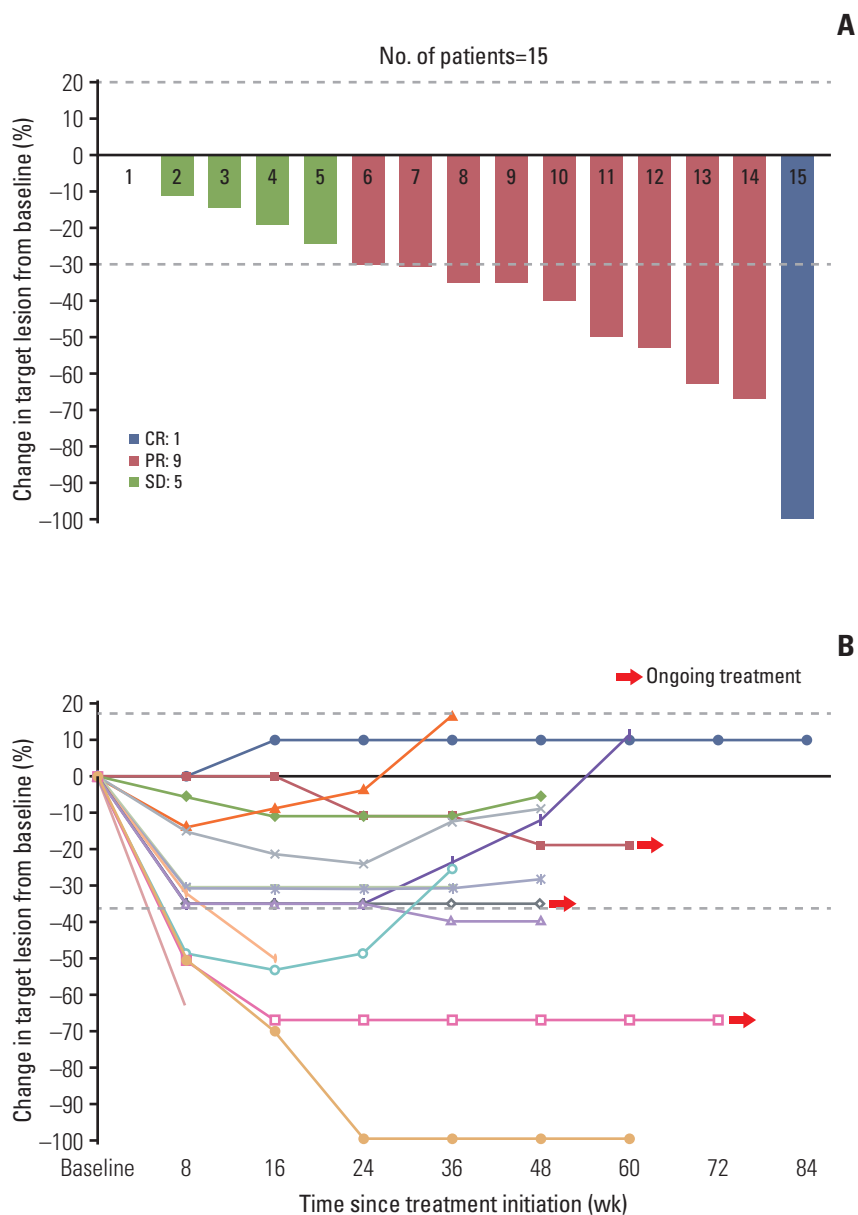 A
No. of patients=15
Change in target lesion from baseline (%)
20
10
0
–10
–20
–30
–40
–50
–60
–70
–80
–90
–100
1 2 3 4 5 6 7 8 9 10 11 12 13 14 15
CR: 1
PR: 9
SD: 5
B
Ongoing treatment
Change in target lesion from baseline (%)
20
10
0
–10
–20
–30
–40
–50
–60
–70
–80
–90
–100
Baseline 8 16 24 36 48 60 72 84
Time since treatment initiation (wk)